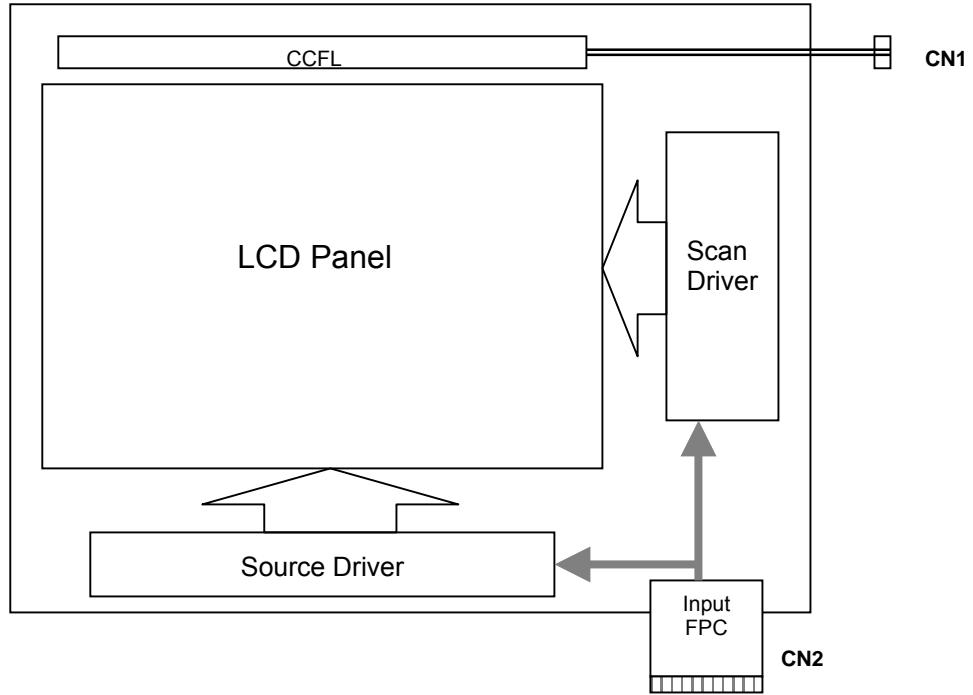 CCFL
CN1
LCD Panel
Scan
Driver
Source Driver
Input
FPC
CN2